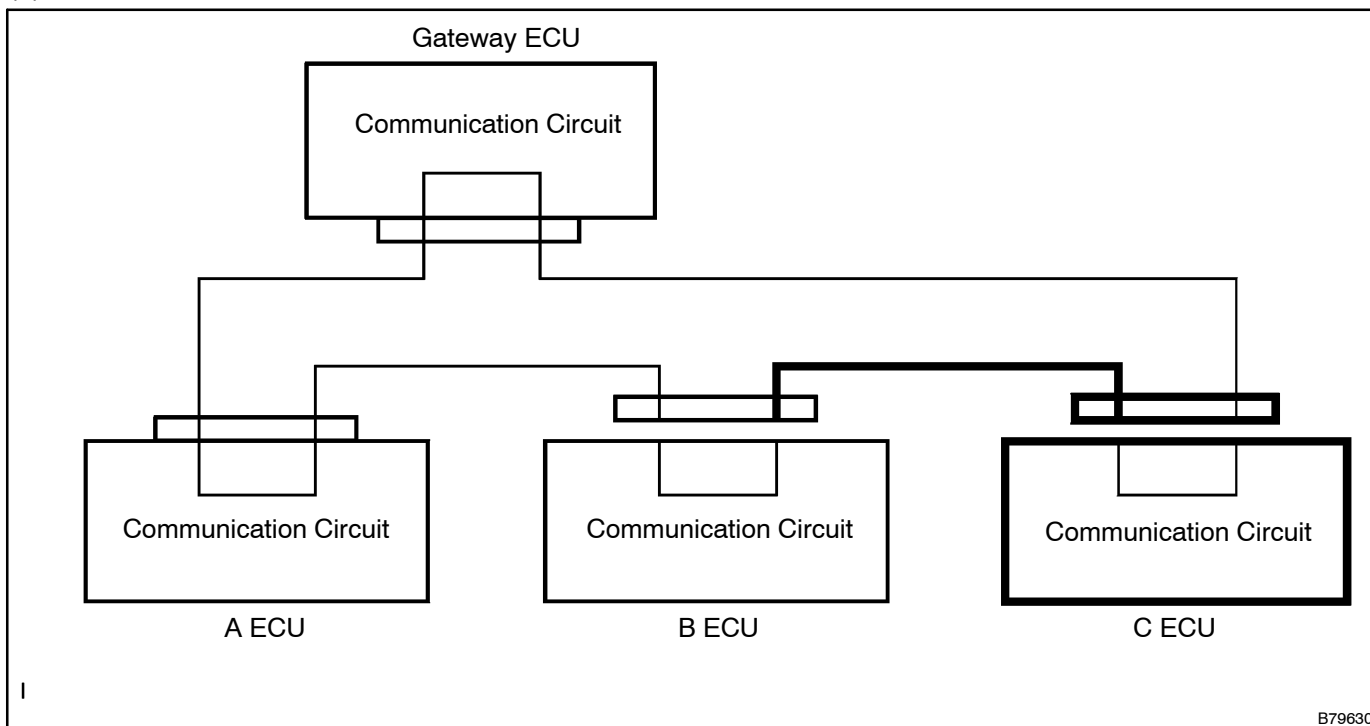 Gateway ECU
Communication Circuit
Communication Circuit
Communication Circuit
Communication Circuit
A ECU
B ECU
C ECU
I
B79630